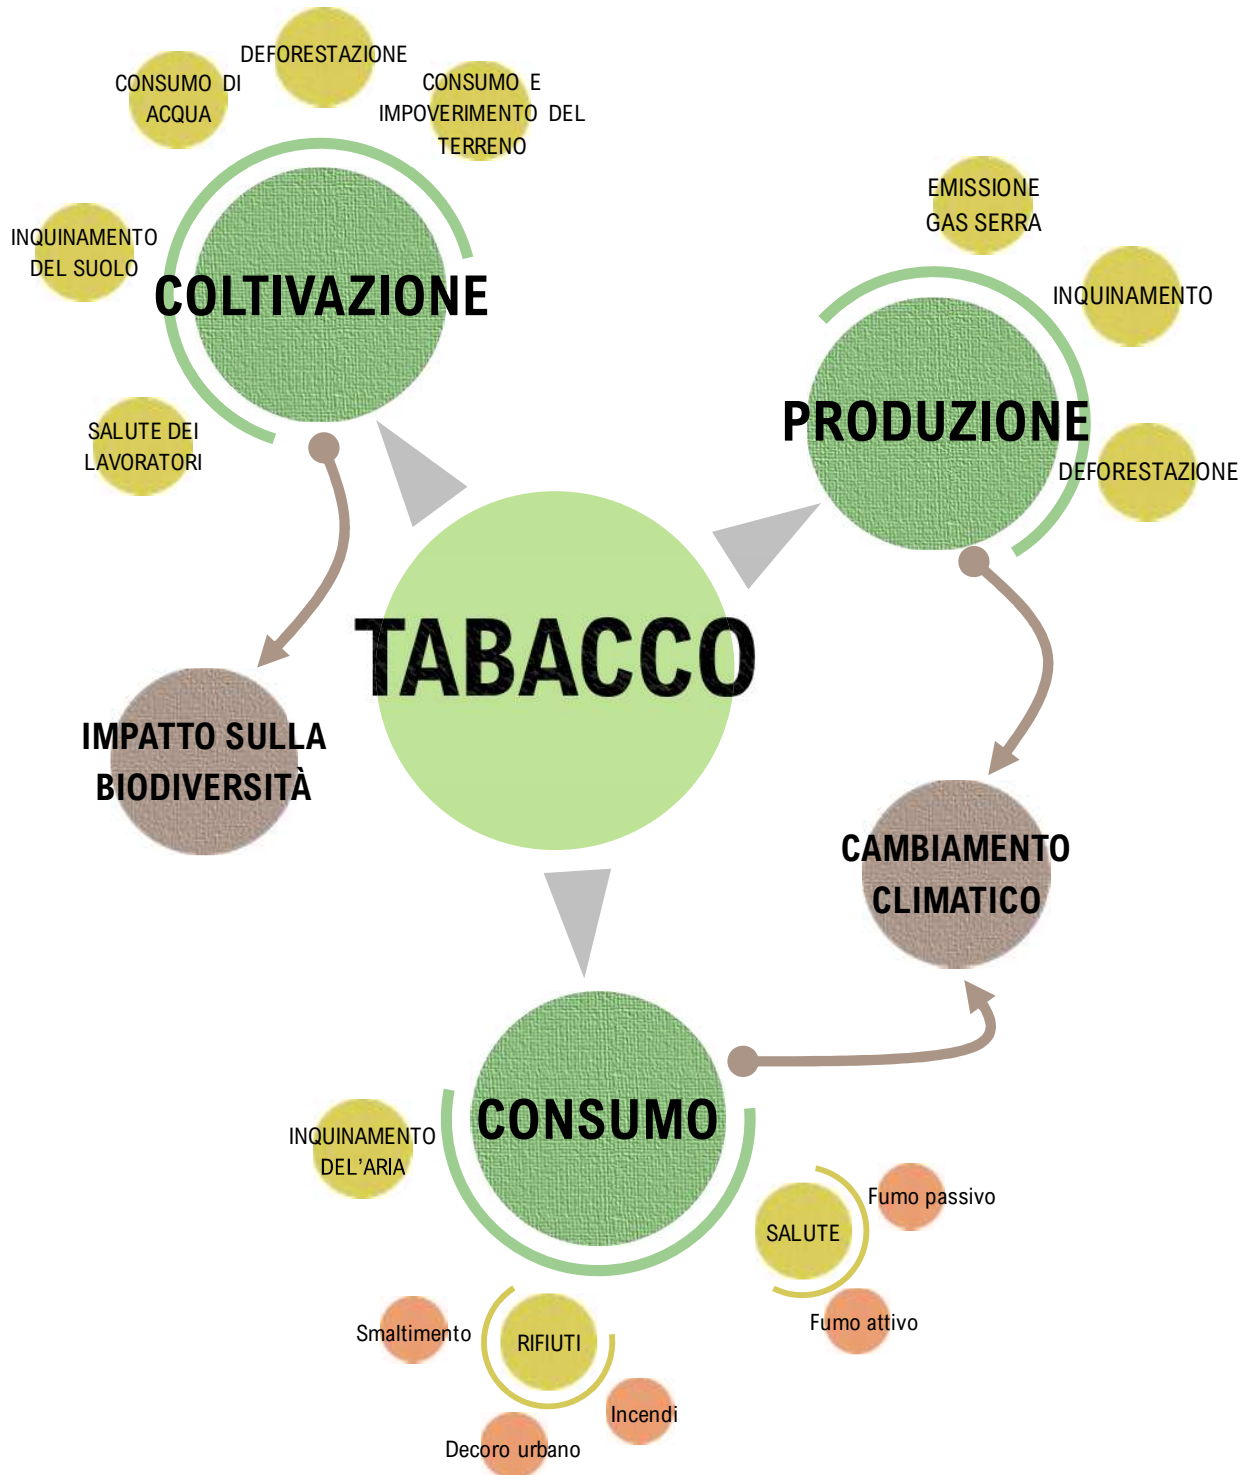 DEFORESTAZIONE
CONSUMO DI
ACQUA
CONSUMO E
IMPOVERIMENTO DEL
TERRENO
INQUINAMENTO
DEL SUOLO
COLTIVAZIONE
SALUTE DEI
LAVORATORI
EMISSIONE
GAS SERRA
INQUINAMENTO
PRODUZIONE
DEFORESTAZIONE
TABACCO
IMPATTO SULLA
BIODIVERSITÀ
CAMBIAMENTO
CLIMATICO
CONSUMO
INQUINAMENTO
DEL'ARIA
SALUTE
Fumo passivo
Fumo attivo
RIFIUTI
Smaltimento
Incendi
Decoro urbano